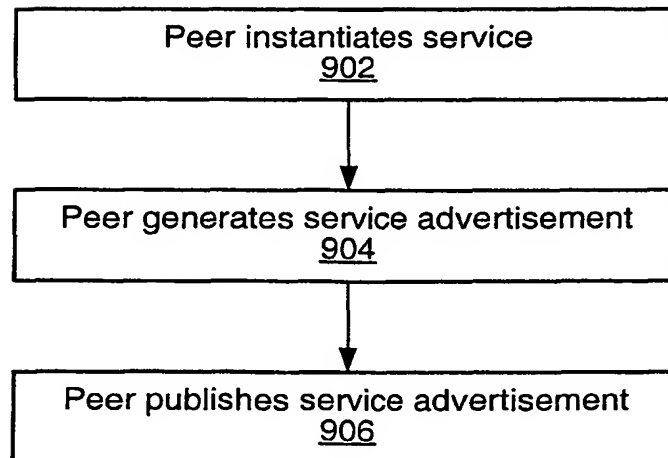 Peer instantiates service
902
Peer generates service advertisement
904
Peer publishes service advertisement
906